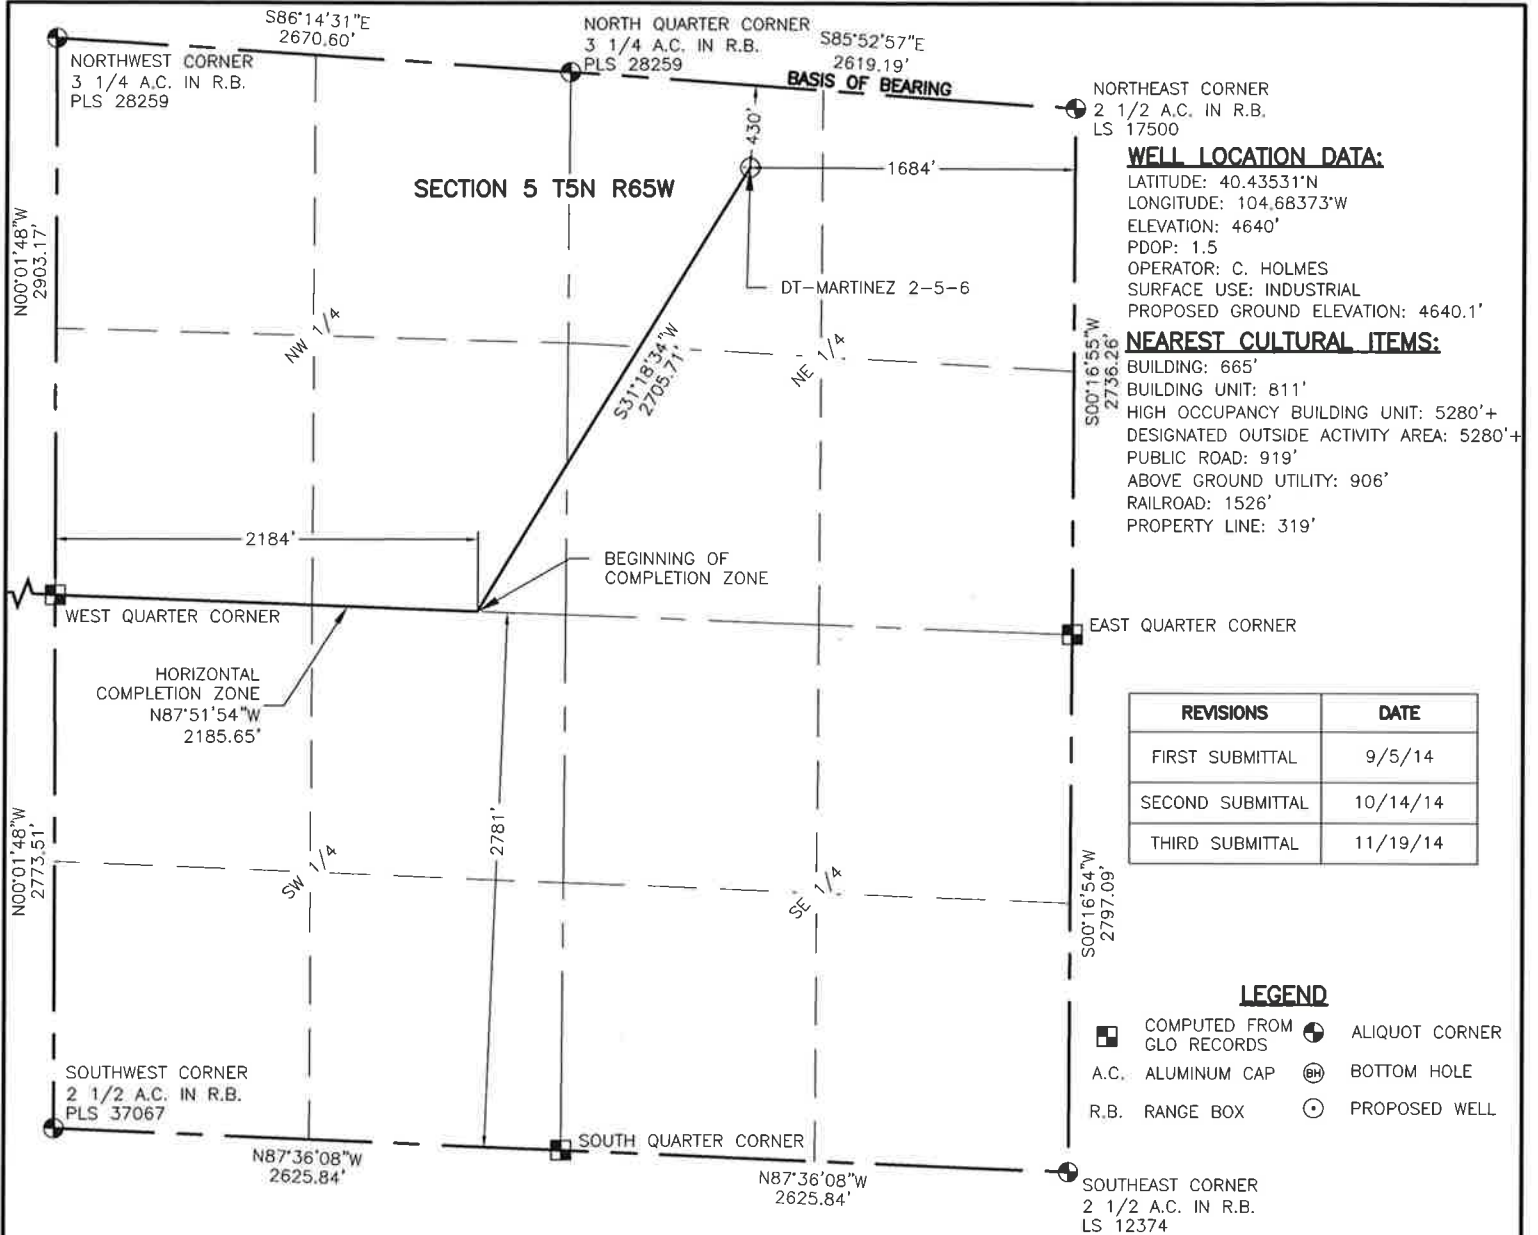 S86°14'31"E
2670.60'
NORTH QUARTER CORNER
3 1/4 A.C. IN R.B.
PLS 28259
S85°52'57"E
2619.19'
BASIS OF BEARING
NORTHWEST CORNER
3 1/4 A.C. IN R.B.
PLS 28259
NORTHEAST CORNER
2 1/2 A.C. IN R.B.
LS 17500
430'
1684'
SECTION 5 T5N R65W
WELL LOCATION DATA:
LATITUDE: 40.43531°N
LONGITUDE: 104.68373°W
ELEVATION: 4640'
PDOP: 1.5
OPERATOR: C. HOLMES
SURFACE USE: INDUSTRIAL
PROPOSED GROUND ELEVATION: 4640.1'
N00°01'48"W
2903.17'
DT-MARTINEZ 2-5-6
NW 1/4
NE 1/4
S31°18'34"W
2705.71'
S00°16'55"W
2736.26'
NEAREST CULTURAL ITEMS:
BUILDING: 665'
BUILDING UNIT: 811'
HIGH OCCUPANCY BUILDING UNIT: 5280'+
DESIGNATED OUTSIDE ACTIVITY AREA: 5280'+
PUBLIC ROAD: 919'
ABOVE GROUND UTILITY: 906'
RAILROAD: 1526'
PROPERTY LINE: 319'
2184'
BEGINNING OF
COMPLETION ZONE
WEST QUARTER CORNER
EAST QUARTER CORNER
HORIZONTAL
COMPLETION ZONE
N87°51'54"W
2185.65'
REVISIONS DATE
FIRST SUBMITTAL 9/5/14
SECOND SUBMITTAL 10/14/14
THIRD SUBMITTAL 11/19/14
2781'
N00°01'48"W
2773.51'
SW 1/4
SE 1/4
S00°16'54"W
2797.09'
LEGEND
COMPUTED FROM
GLO RECORDS
ALIQUOT CORNER
A.C. ALUMINUM CAP
BH BOTTOM HOLE
R.B. RANGE BOX
PROPOSED WELL
SOUTHWEST CORNER
2 1/2 A.C. IN R.B.
PLS 37067
SOUTH QUARTER CORNER
N87°36'08"W
2625.84'
N87°36'08"W
2625.84'
SOUTHEAST CORNER
2 1/2 A.C. IN R.B.
LS 12374